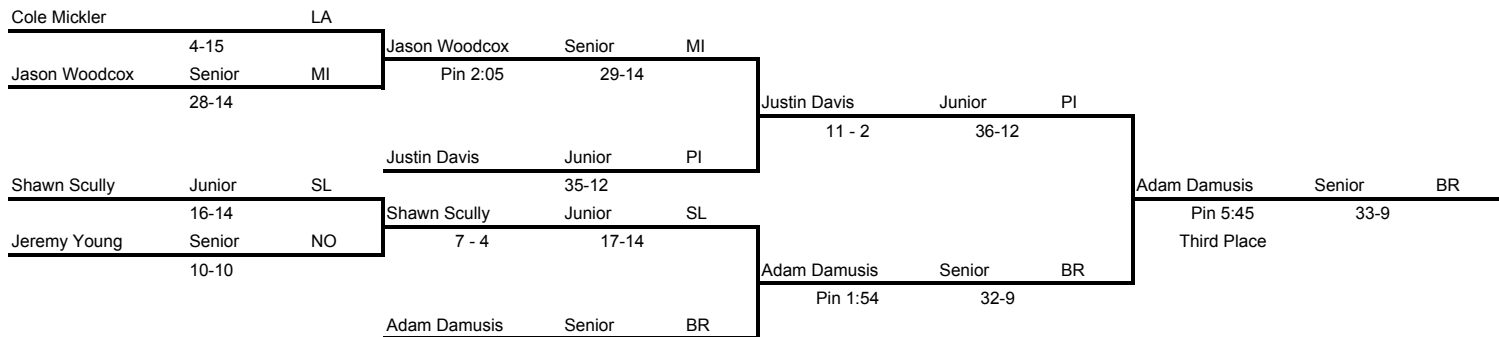 Cole Mickler LA
4-15 Jason Woodcox Senior MI
Jason Woodcox Senior MI Pin 2:05 29-14
28-14 Justin Davis Junior PI
11 - 2 36-12
Justin Davis Junior PI
Shawn Scully Junior SL 35-12 Adam Damusis Senior BR
16-14 Shawn Scully Junior SL Pin 5:45 33-9
Jeremy Young Senior NO 7 - 4 17-14 Third Place
10-10 Adam Damusis Senior BR
Pin 1:54 32-9
Adam Damusis Senior BR